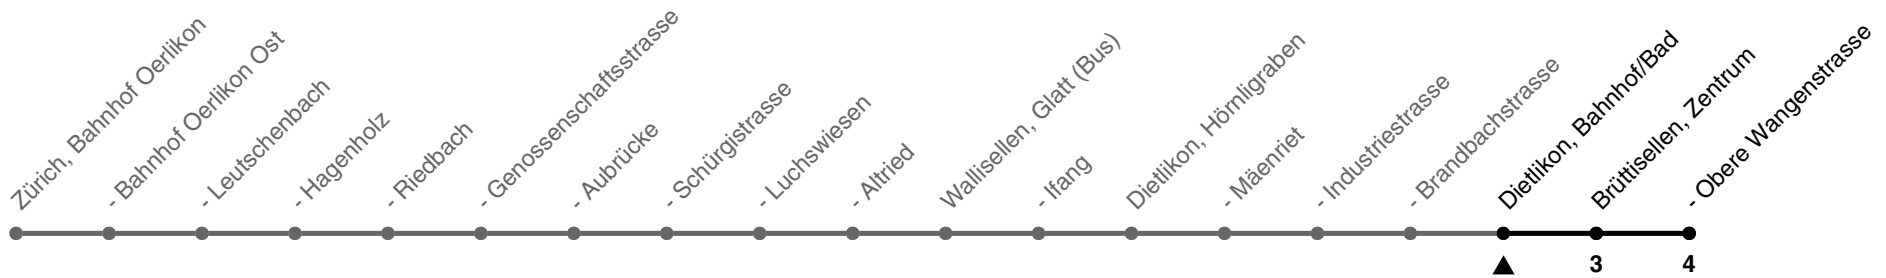 Zürich, Bahnhof Oerlikon
- Bahnhof Oerlikon Ost
- Leutschenbach
- Hagenholz
- Riedbach
- Genossenschaftsstrasse
- Aubrücke
- Schürgistrasse
- Luchswiesen
- Altried
Wallisellen, Glatt (Bus)
- Ifang
Dietlikon, Hörnligraben
- Mäenriet
- Industriestrasse
- Brandbachstrasse
Dietlikon, Bahnhof/Bad
Brüttisellen, Zentrum
- Obere Wangenstrasse
3
4